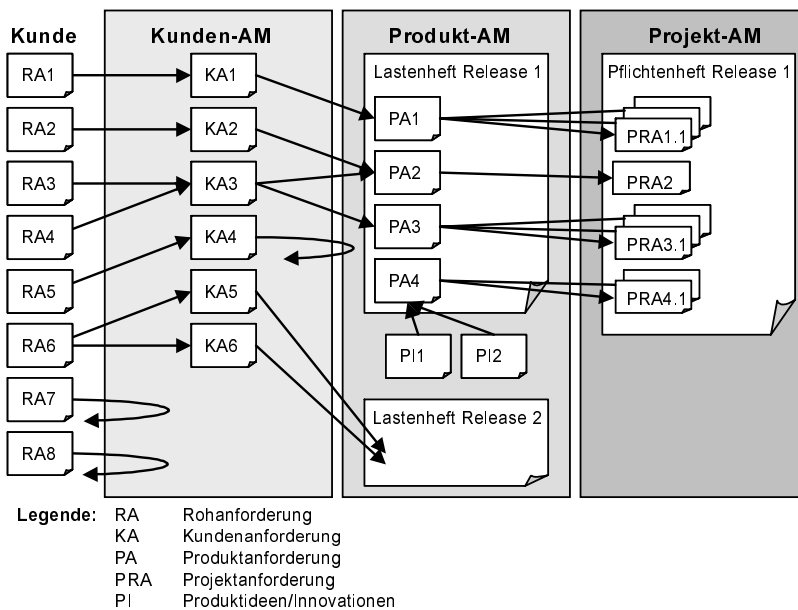 Kunde
Kunden-AM
Produkt-AM
Projekt-AM
RA1
RA2
RA3
RA4
RA5
RA6
RA7
RA8
KA1
KA2
KA3
KA4
KA5
KA6
Lastenheft Release 1
PA1
PA2
PA3
PA4
PI1
PI2
Lastenheft Release 2
Pflichtenheft Release 1
PRA1.1
PRA2
PRA3.1
PRA4.1
Legende: RA Rohanforderung
KA Kundenanforderung
PA Produktanforderung
PRA Projektanforderung
PI Produktideen/Innovationen